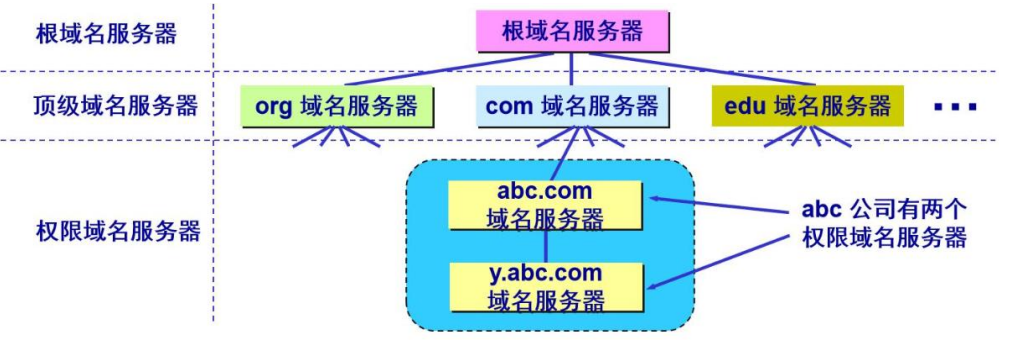 根域名服务器
根域名服务器
顶级域名服务器
org 域名服务器
com 域名服务器
edu 域名服务器
...
权限域名服务器
abc.com
域名服务器
y.abc.com
域名服务器
abc 公司有两个
权限域名服务器